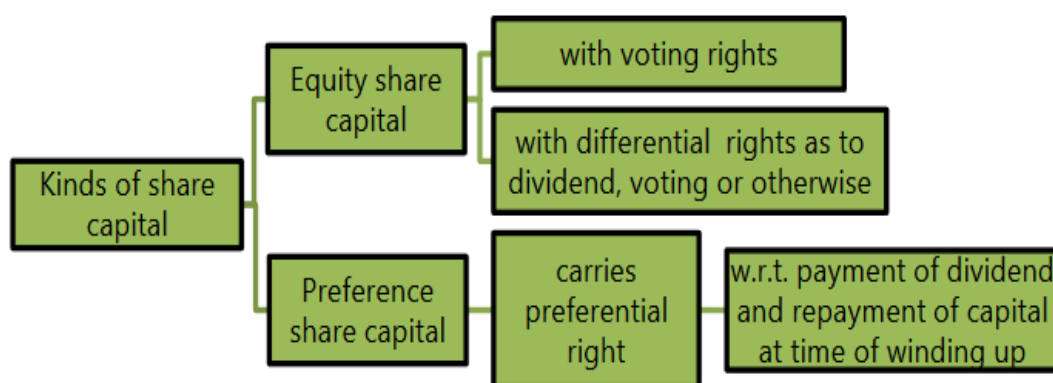 Kinds of share
capital
Equity share
capital
with voting rights
with differential rights as to
dividend, voting or otherwise
Preference
share capital
carries
preferential
right
w.r.t. payment of dividend
and repayment of capital
at time of winding up